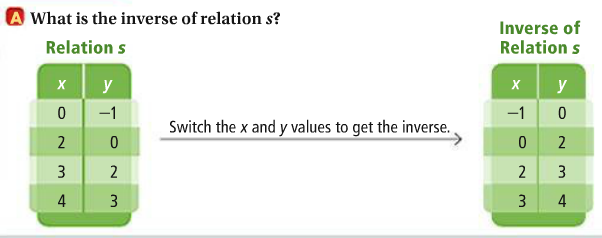 A What is the inverse of relation s?
Relation s
x y
0 −1
2 0
3 2
4 3
Switch the x and y values to get the inverse.
Inverse of
Relation s
x y
−1 0
0 2
2 3
3 4